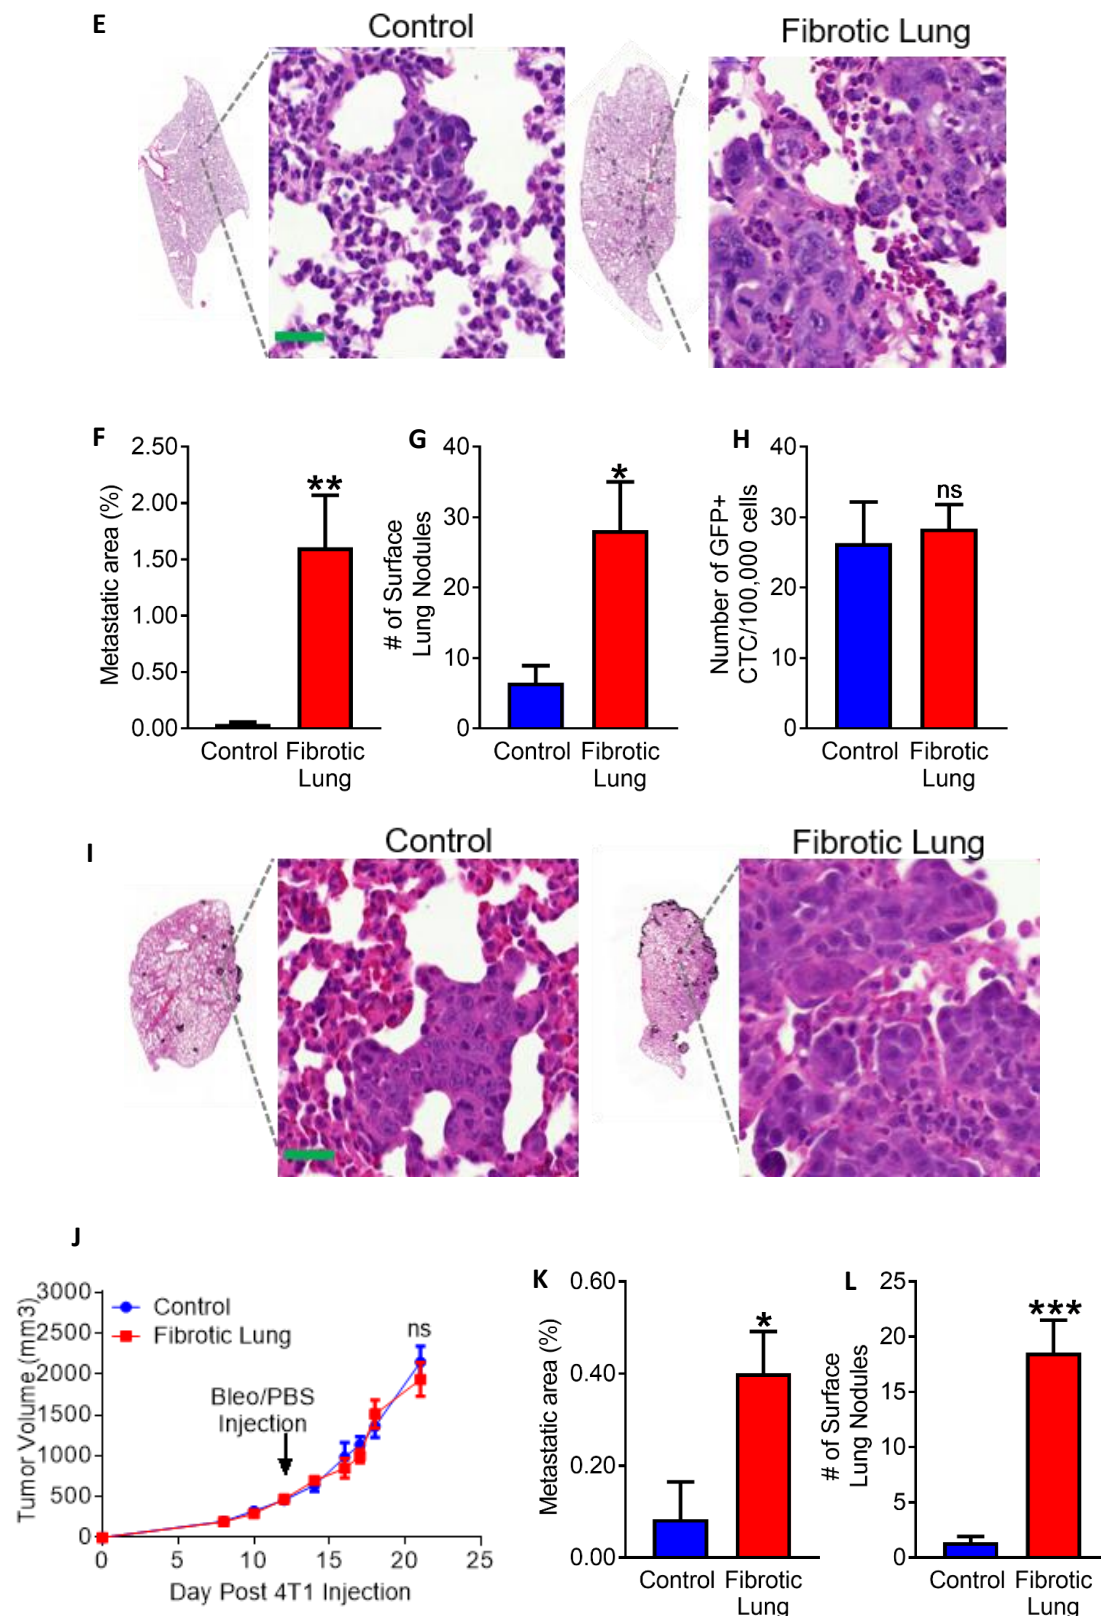 E
Control
Fibrotic Lung
F
Metastatic area (%)
2.50
2.00
1.50
1.00
0.50
0.00
**
Control Fibrotic
Lung
G
# of Surface
Lung Nodules
40
30
20
10
0
*
Control Fibrotic
Lung
H
Number of GFP+
CTC/100,000 cells
40
30
20
10
0
ns
Control Fibrotic
Lung
I
Control
Fibrotic Lung
J
Tumor Volume (mm3)
3000
2500
2000
1500
1000
500
0
Control
Fibrotic Lung
ns
Bleo/PBS
Injection
0 5 10 15 20 25
Day Post 4T1 Injection
K
Metastatic area (%)
0.60
0.40
0.20
0.00
*
Control Fibrotic
Lung
L
# of Surface
Lung Nodules
25
20
15
10
5
0
***
Control Fibrotic
Lung